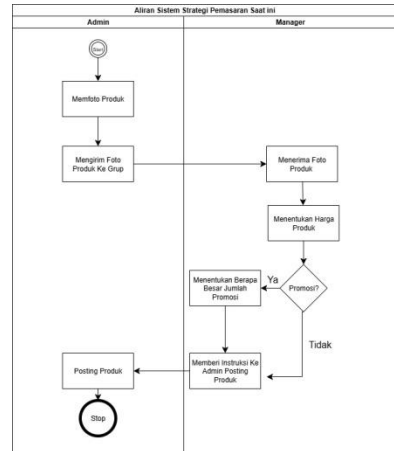 Aliran Sistem Strategi Pemasaran Saat ini
Admin
Manager
Start
Memfoto Produk
Mengirim Foto
Produk Ke Grup
Menerima Foto
Produk
Menentukan Harga
Produk
Promosi?
Ya
Menentukan Berapa
Besar Jumlah
Promosi
Tidak
Memberi Instruksi Ke
Admin Posting
Produk
Posting Produk
Stop